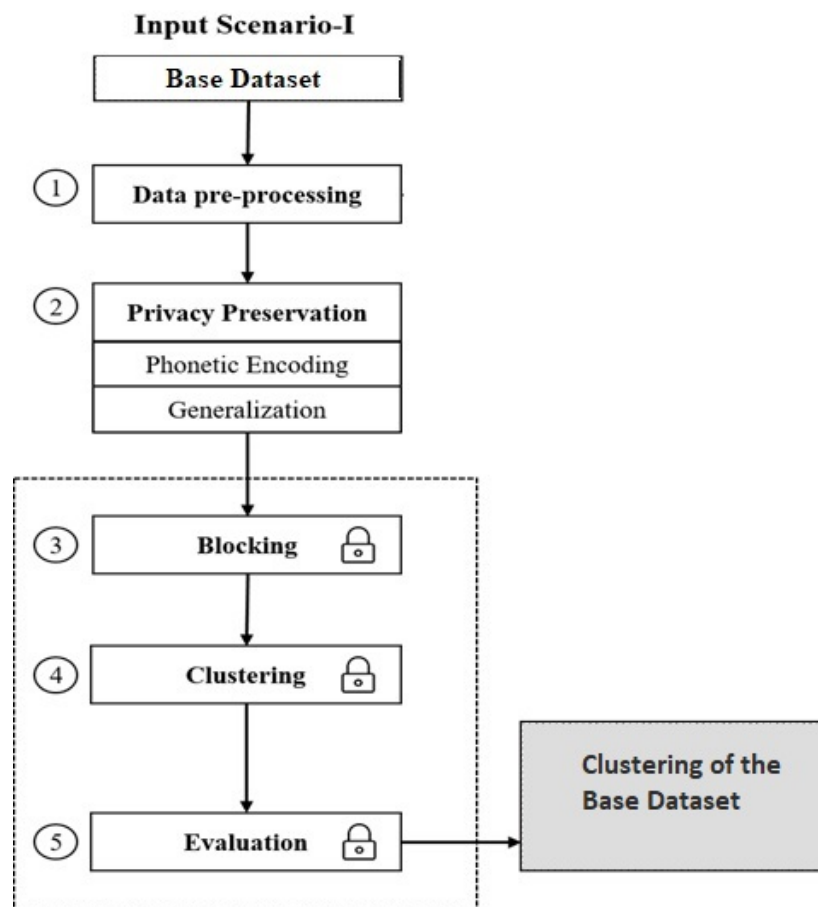 Input Scenario-I
Base Dataset
1
Data pre-processing
2
Privacy Preservation
Phonetic Encoding
Generalization
3
Blocking
4
Clustering
5
Evaluation
Clustering of the
Base Dataset